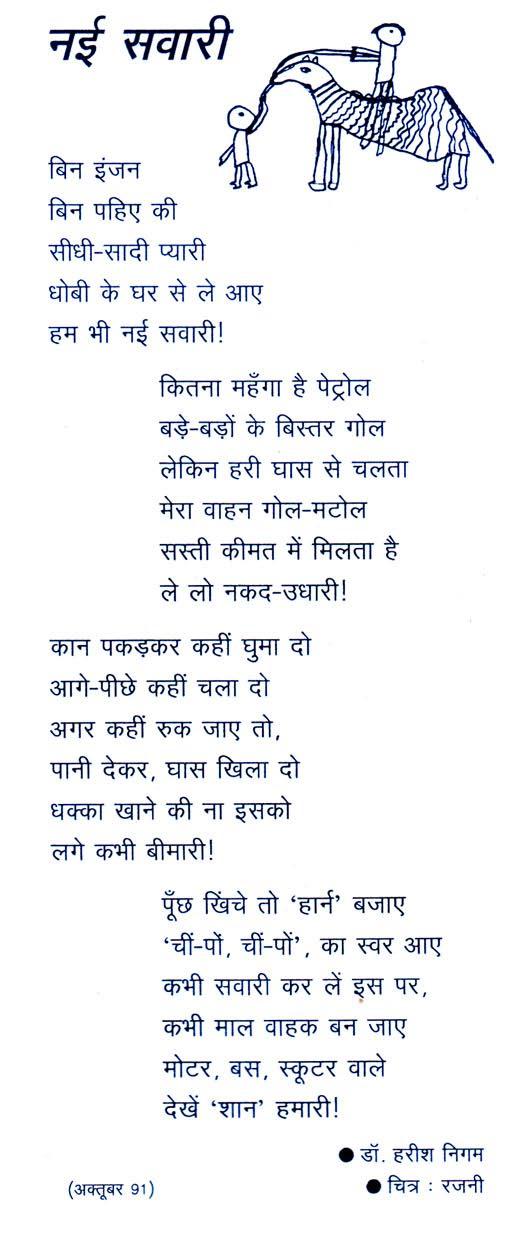 नई सवारी
बिन इंजन
बिन पहिए की
सीधी-सादी प्यारी
धोबी के घर से ले आए
हम भी नई सवारी!
कितना महँगा है पेट्रोल
बड़े-बड़ों के बिस्तर गोल
लेकिन हरी घास से चलता
मेरा वाहन गोल-मटोल
सस्ती कीमत में मिलता है
ले लो नकद-उधारी!
कान पकड़कर कहीं घुमा दो
आगे-पीछे कहीं चला दो
अगर कहीं रुक जाए तो,
पानी देकर, घास खिला दो
धक्का खाने की ना इसको
लगे कभी बीमारी!
पूँछ खिंचे तो ‘हार्न’ बजाए
‘चीं-पों, चीं-पों’, का स्वर आए
कभी सवारी कर लें इस पर,
कभी माल वाहक बन जाए
मोटर, बस, स्कूटर वाले
देखें ‘शान’ हमारी!
● डॉ. हरीश निगम
(अक्तूबर 91) ● चित्र : रजनी